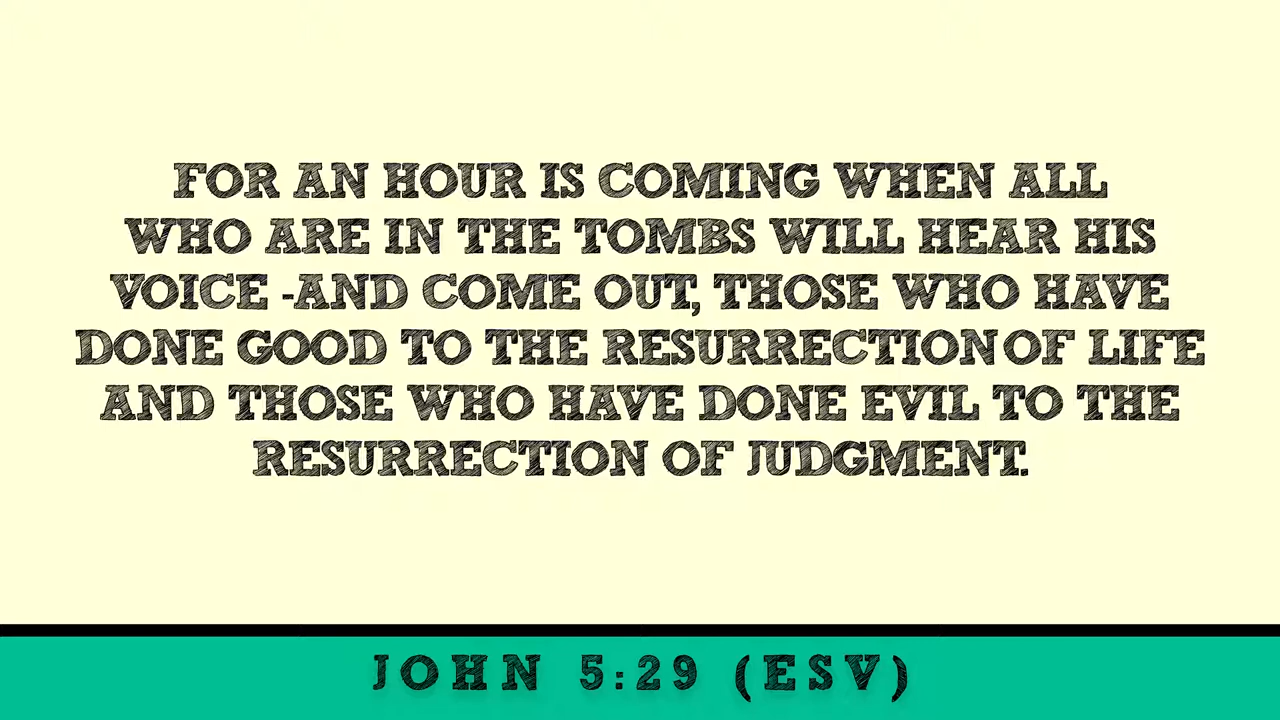 FOR AN HOUR IS COMING WHEN ALL
WHO ARE IN THE TOMBS WILL HEAR HIS
VOICE -AND COME OUT, THOSE WHO HAVE
DONE GOOD TO THE RESURRECTION OF LIFE
AND THOSE WHO HAVE DONE EVIL TO THE
RESURRECTION OF JUDGMENT.
JOHN 5:29 (ESV)